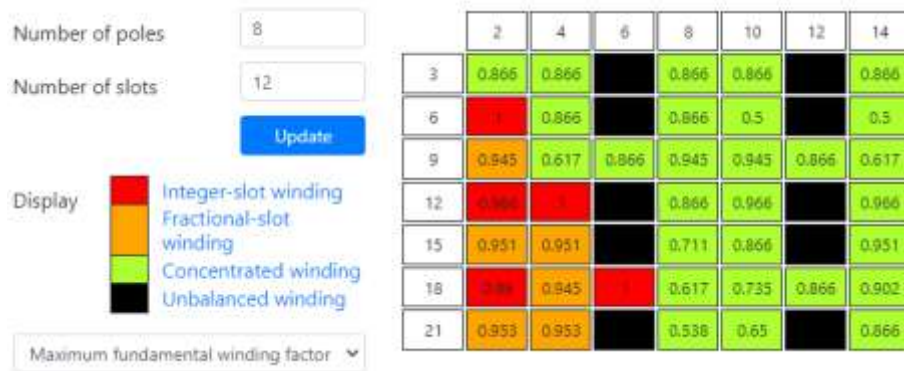 Number of poles 8
Number of slots 12
Update
Display
Integer-slot winding
Fractional-slot
winding
Concentrated winding
Unbalanced winding
Maximum fundamental winding factor
2 4 6 8 10 12 14
3 0.866 0.866 0.866 0.866 0.866
6 1 0.866 0.866 0.5 0.5
9 0.945 0.617 0.866 0.945 0.945 0.866 0.617
12 0.966 1 0.866 0.966 0.966
15 0.951 0.951 0.711 0.866 0.951
18 0.945 1 0.617 0.735 0.866 0.902
21 0.953 0.953 0.538 0.65 0.866